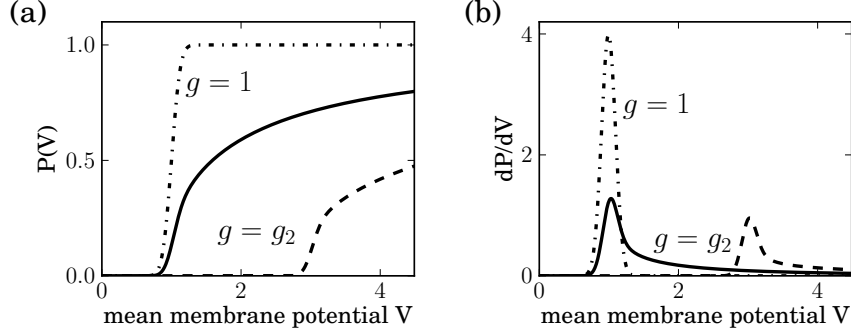 (a)
1.0
0.5
0.0
P(V)
g = 1
g = g₂
0
2
4
mean membrane potential V
(b)
4
2
0
dP/dV
g = 1
g = g₂
0
2
4
mean membrane potential V